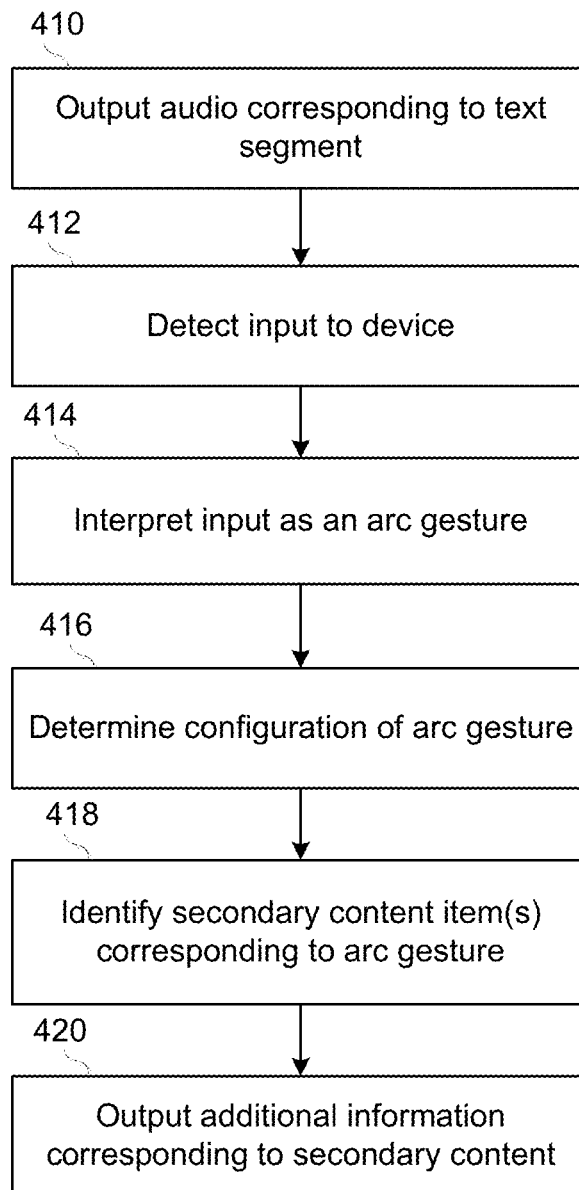 410
Output audio corresponding to text
segment
412
Detect input to device
414
Interpret input as an arc gesture
416
Determine configuration of arc gesture
418
Identify secondary content item(s)
corresponding to arc gesture
420
Output additional information
corresponding to secondary content